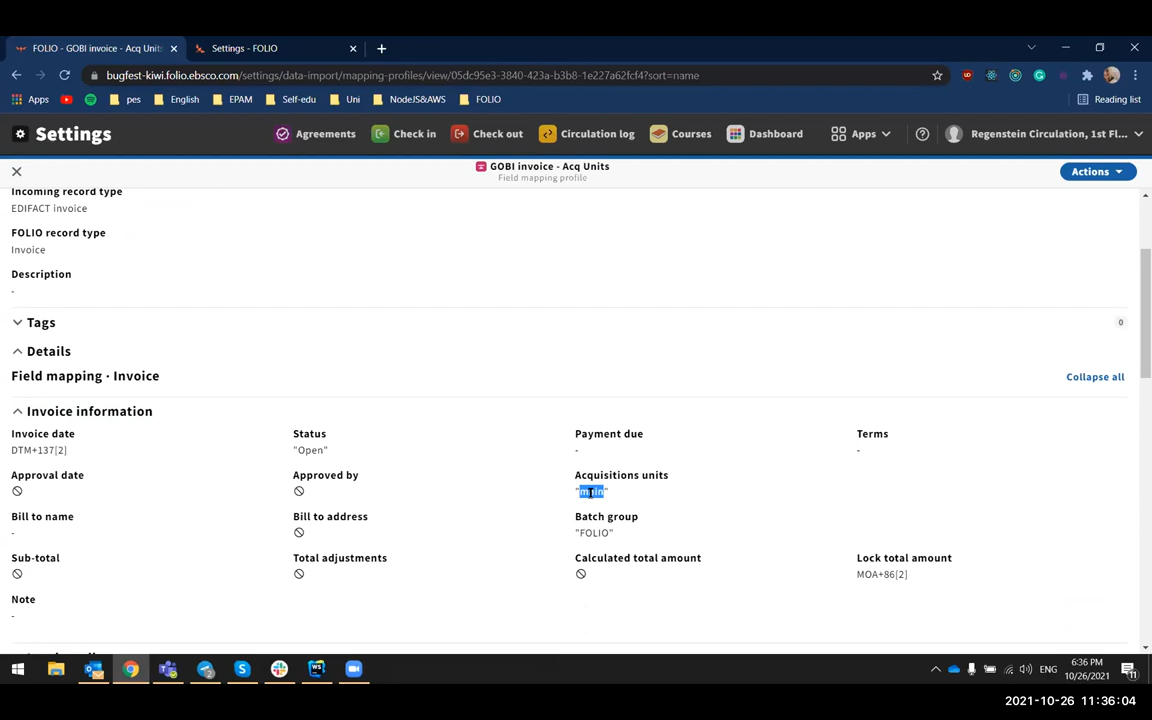 FOLIO - GOBI invoice - Acq Units
Settings - FOLIO
bugfest-kiwi.folio.ebsco.com/settings/data-import/mapping-profiles/view/05dc95e3-3840-423a-b3b8-1e227a62fcf4?sort=name
Apps
pes
English
EPAM
Self-edu
Uni
NodeJS&AWS
FOLIO
Reading list
Settings
Agreements
Check in
Check out
Circulation log
Courses
Dashboard
Apps
Regenstein Circulation, 1st Fl...
GOBI invoice - Acq Units
Field mapping profile
Actions
Incoming record type
EDIFACT invoice
FOLIO record type
Invoice
Description
-
Tags
0
Details
Field mapping · Invoice
Collapse all
Invoice information
Invoice date
DTM+137[2]
Status
"Open"
Payment due
-
Terms
-
Approval date
Approved by
Acquisitions units
"main"
Bill to name
-
Bill to address
Batch group
"FOLIO"
Sub-total
Total adjustments
Calculated total amount
Lock total amount
MOA+86[2]
Note
-
ENG
6:36 PM
10/26/2021
2021-10-26 11:36:04